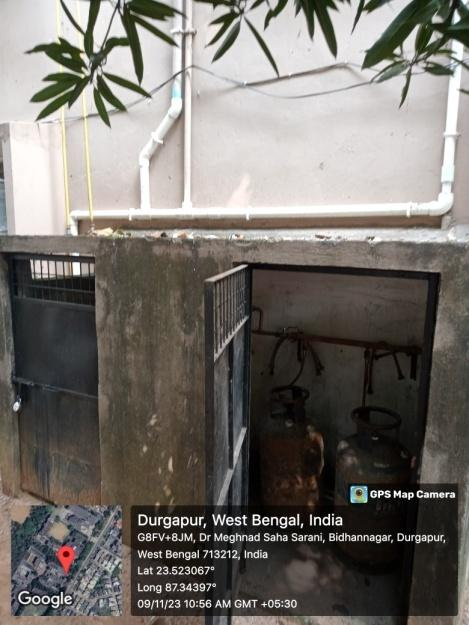 GPS Map Camera
Durgapur, West Bengal, India
G8FV+8JM, Dr Meghnad Saha Sarani, Bidhannagar, Durgapur,
West Bengal 713212, India
Lat 23.523067°
Long 87.34397°
09/11/23 10:56 AM GMT +05:30
Google